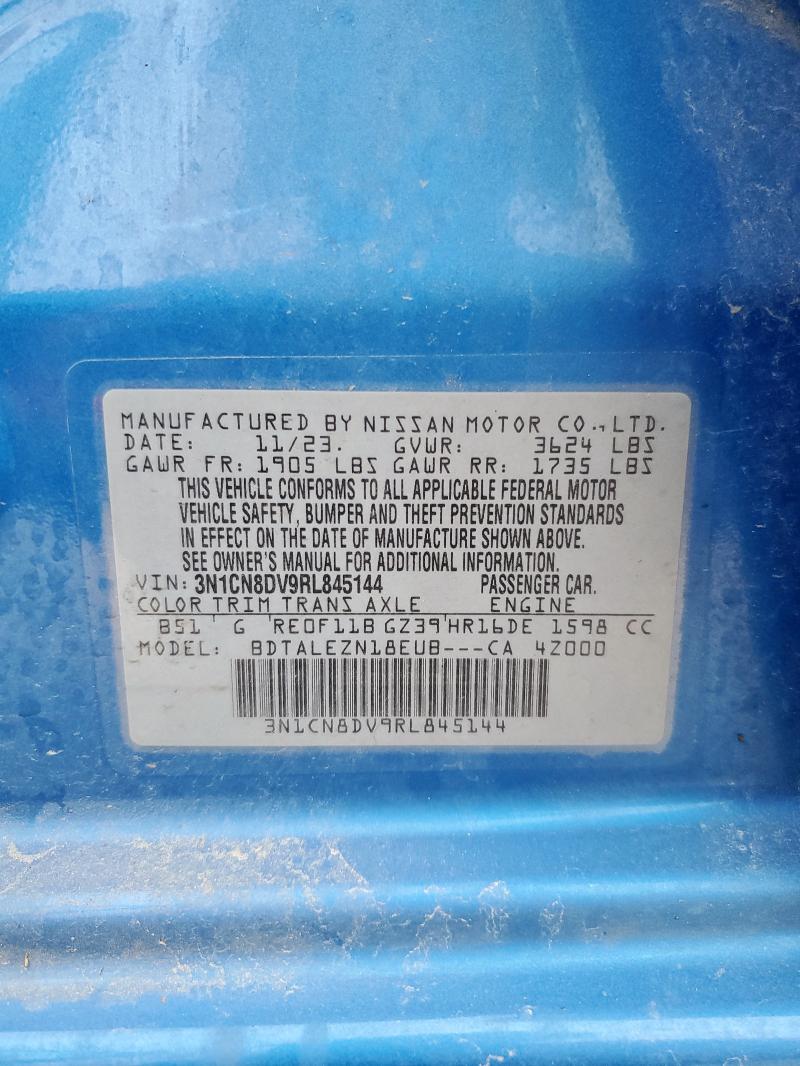 MANUFACTURED BY NISSAN MOTOR CO.,LTD.
DATE: 11/23. GVWR: 3624 LBS
GAWR FR: 1905 LBS GAWR RR: 1735 LBS
THIS VEHICLE CONFORMS TO ALL APPLICABLE FEDERAL MOTOR
VEHICLE SAFETY, BUMPER AND THEFT PREVENTION STANDARDS
IN EFFECT ON THE DATE OF MANUFACTURE SHOWN ABOVE.
SEE OWNER'S MANUAL FOR ADDITIONAL INFORMATION.
VIN: 3N1CN8DV9RL845144 PASSENGER CAR.
COLOR TRIM TRANS AXLE ENGINE
B51 G RE0F11B GZ39 HR16DE 1598 CC
MODEL: BDTALEZN18EUB---CA 4Z000
3N1CN8DV9RL845144